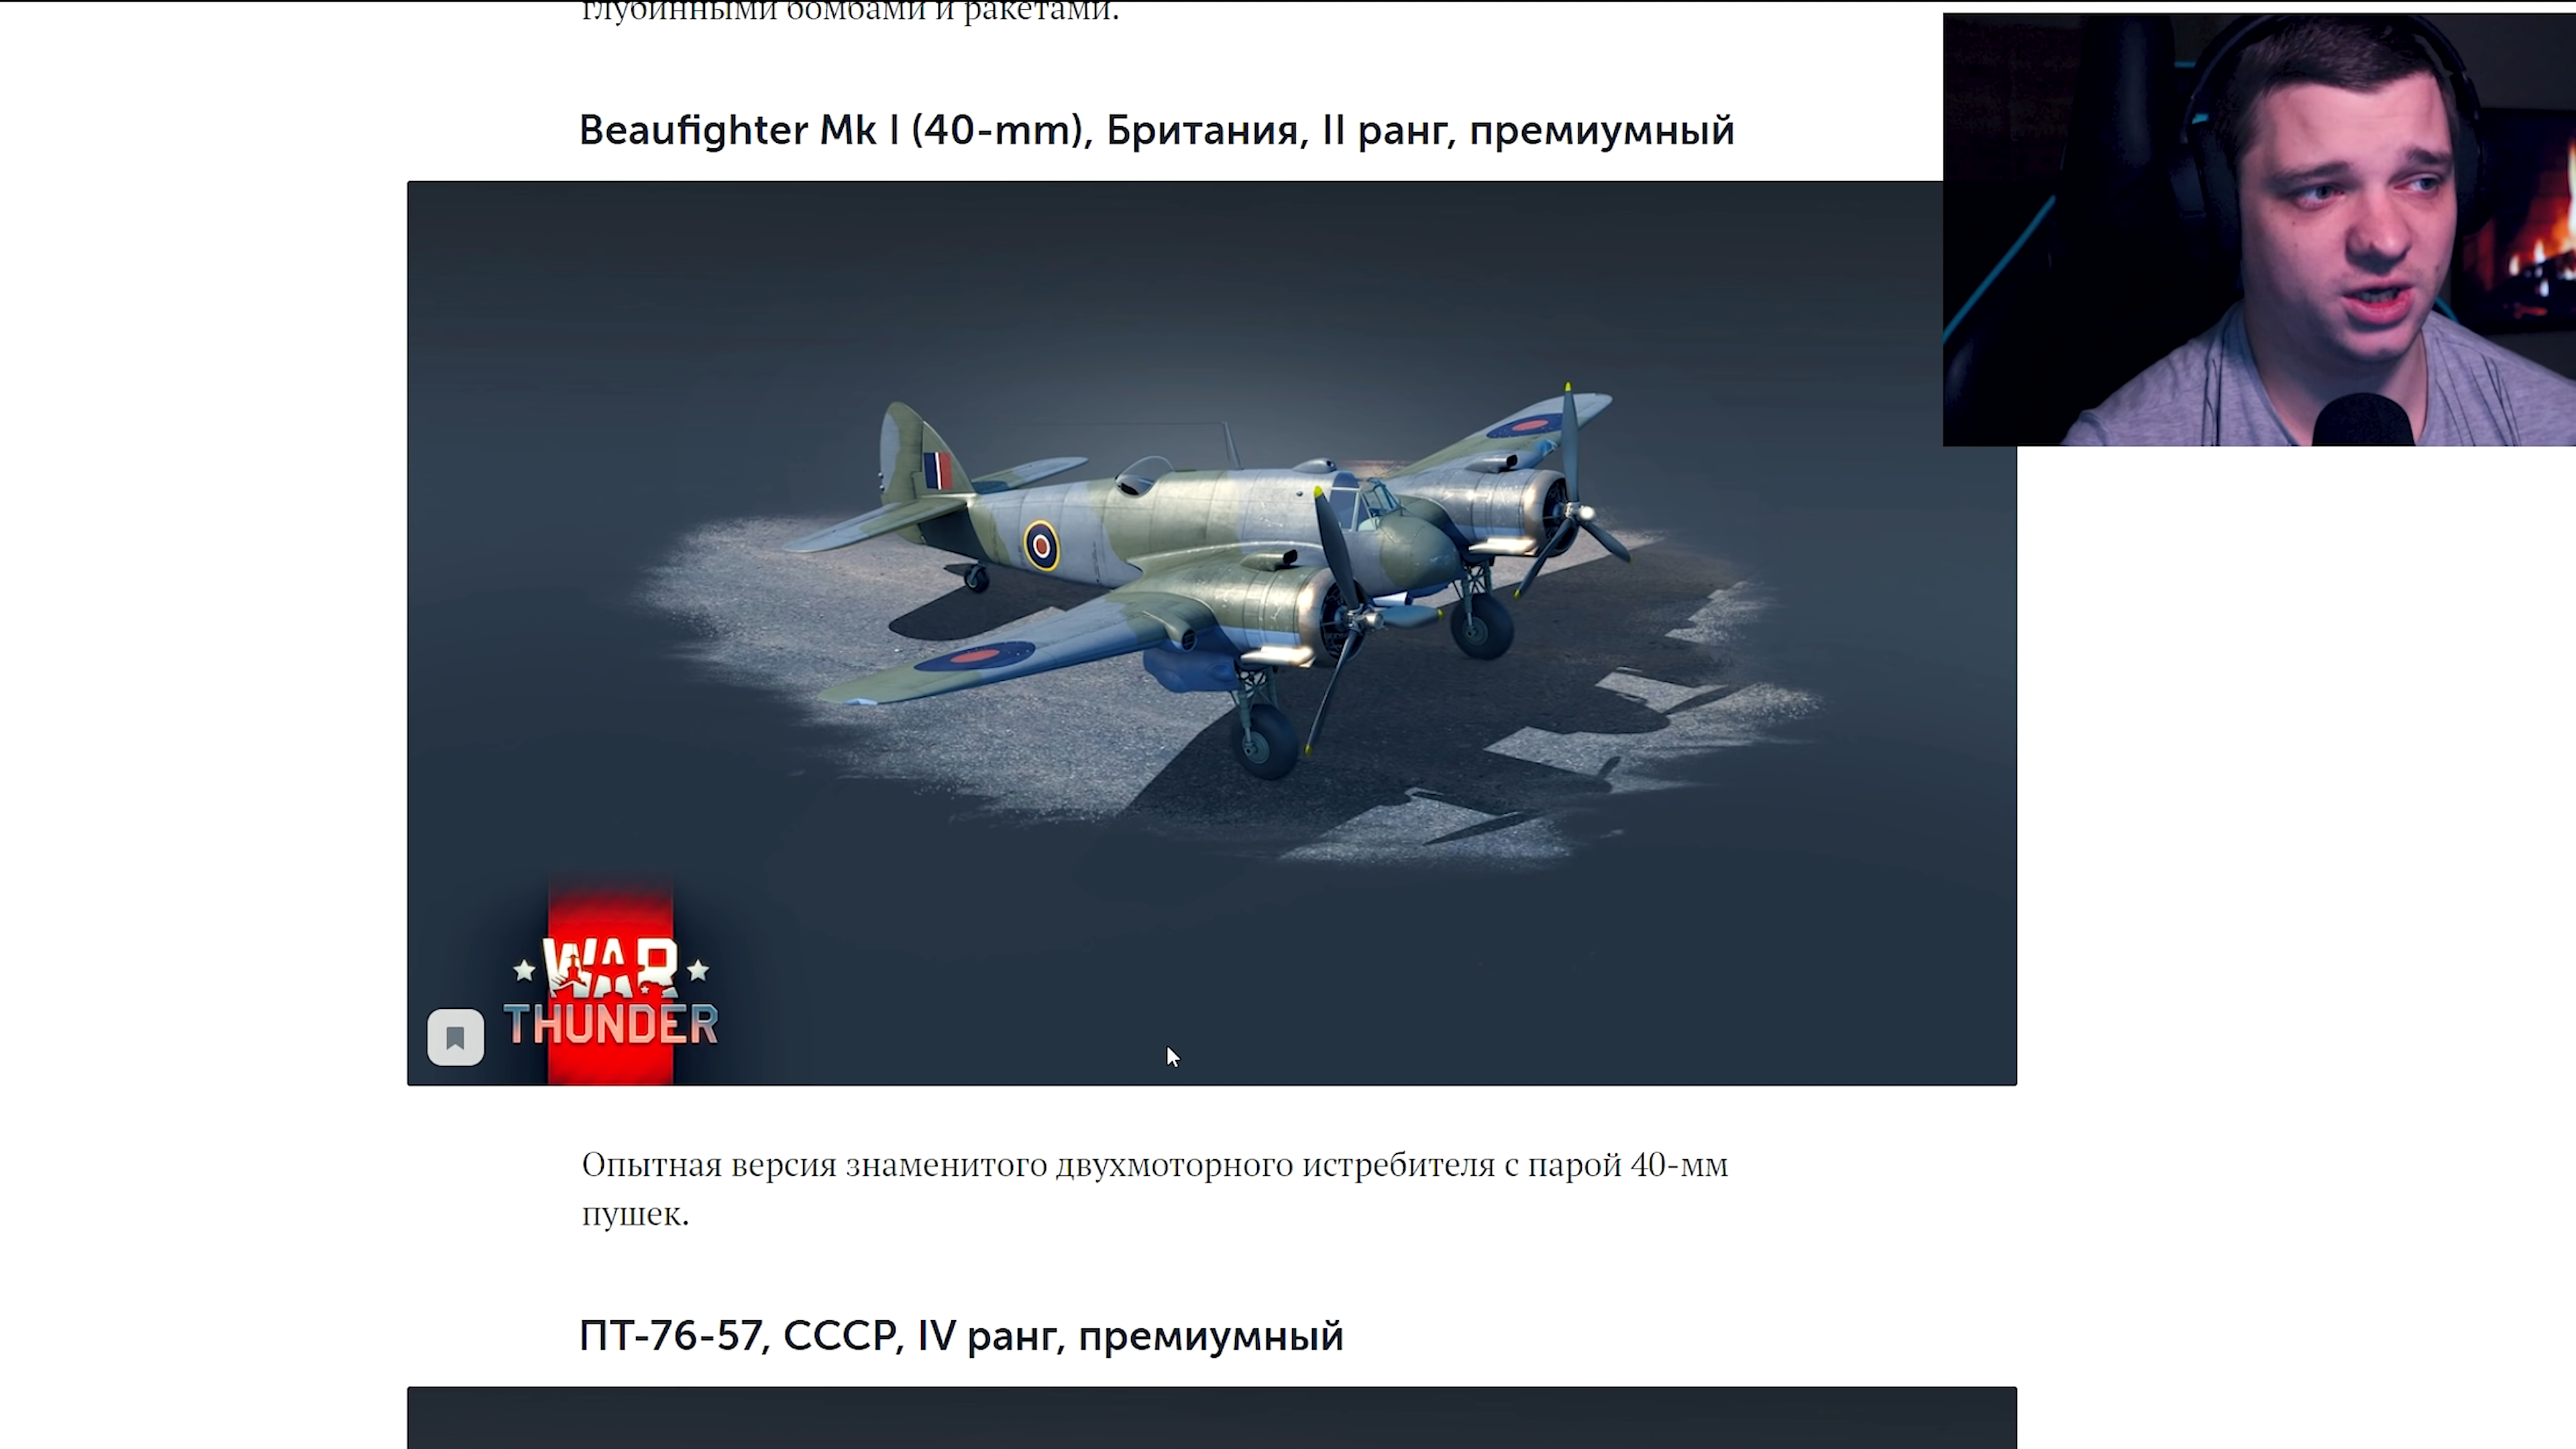 глубинными бомбами и ракетами.
Beaufighter Mk I (40-mm), Британия, II ранг, премиумный
WAR
THUNDER
Опытная версия знаменитого двухмоторного истребителя с парой 40-мм
пушек.
ПТ-76-57, СССР, IV ранг, премиумный